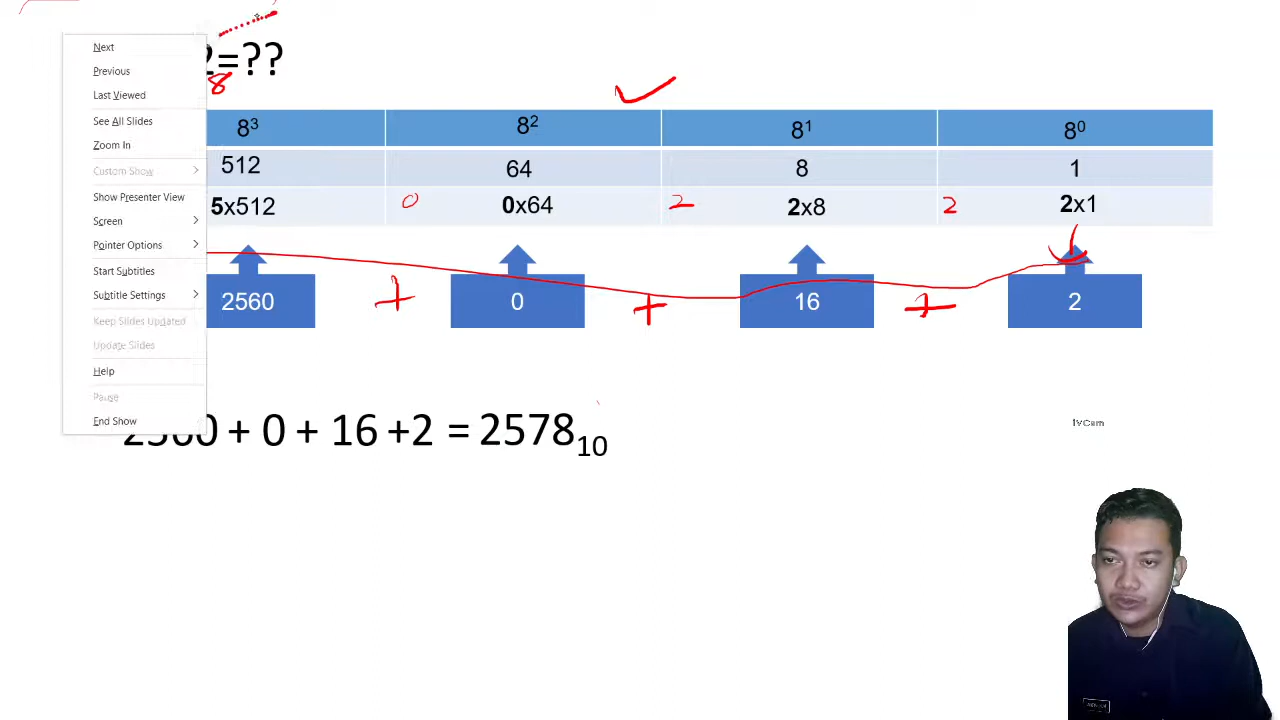 Next
Previous
Last Viewed
See All Slides
Zoom In
Custom Show
Show Presenter View
Screen
Pointer Options
Start Subtitles
Subtitle Settings
Keep Slides Updated
Update Slides
Help
Pause
End Show
2=??
8
8³ 8² 8¹ 8⁰
512 64 8 1
5x512 0 0x64 2 2x8 2 2x1
2560 + 0 + 16 + 2
2560 + 0 + 16 +2 = 2578₁₀
iVCam